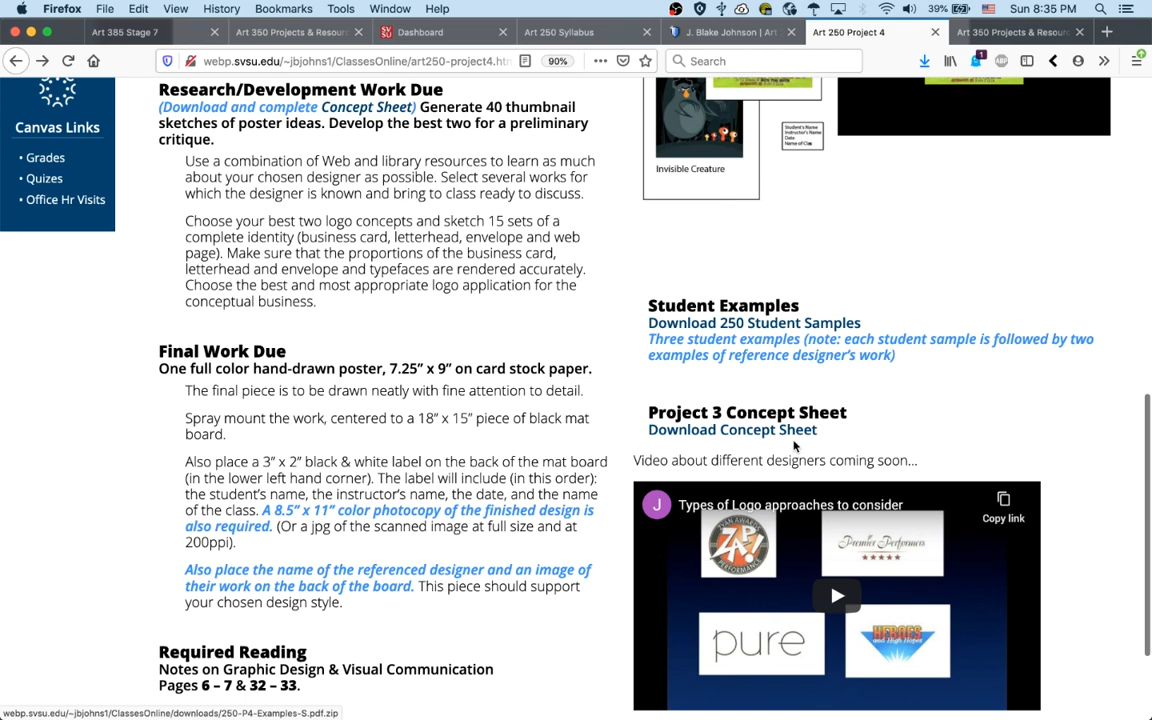 Firefox File Edit View History Bookmarks Tools Window Help 39% Sun 8:35 PM
Art 385 Stage 7 Art 350 Projects & Resourc Dashboard Art 250 Syllabus J. Blake Johnson | Art Art 250 Project 4 Art 350 Projects & Resourc
webp.svsu.edu/~jbjohns1/ClassesOnline/art250-project4.htm 90% Search
Canvas Links
• Grades
• Quizes
• Office Hr Visits
Research/Development Work Due
(Download and complete Concept Sheet) Generate 40 thumbnail
sketches of poster ideas. Develop the best two for a preliminary
critique.
Use a combination of Web and library resources to learn as much
about your chosen designer as possible. Select several works for
which the designer is known and bring to class ready to discuss.
Choose your best two logo concepts and sketch 15 sets of a
complete identity (business card, letterhead, envelope and web
page). Make sure that the proportions of the business card,
letterhead and envelope and typefaces are rendered accurately.
Choose the best and most appropriate logo application for the
conceptual business.
Final Work Due
One full color hand-drawn poster, 7.25” x 9” on card stock paper.
The final piece is to be drawn neatly with fine attention to detail.
Spray mount the work, centered to a 18” x 15” piece of black mat
board.
Also place a 3” x 2” black & white label on the back of the mat board
(in the lower left hand corner). The label will include (in this order):
the student’s name, the instructor’s name, the date, and the name
of the class. A 8.5” x 11” color photocopy of the finished design is
also required. (Or a jpg of the scanned image at full size and at
200ppi).
Also place the name of the referenced designer and an image of
their work on the back of the board. This piece should support
your chosen design style.
Required Reading
Notes on Graphic Design & Visual Communication
Pages 6 – 7 & 32 – 33.
Invisible Creature
Student's Name
Instructor's Name
Date
Name of Class
Student Examples
Download 250 Student Samples
Three student examples (note: each student sample is followed by two
examples of reference designer’s work)
Project 3 Concept Sheet
Download Concept Sheet
Video about different designers coming soon...
J Types of Logo approaches to consider
Copy link
ZAP!
Premier Performers
pure
HEROES
and High Hopes
webp.svsu.edu/~jbjohns1/ClassesOnline/downloads/250-P4-Examples-S.pdf.zip